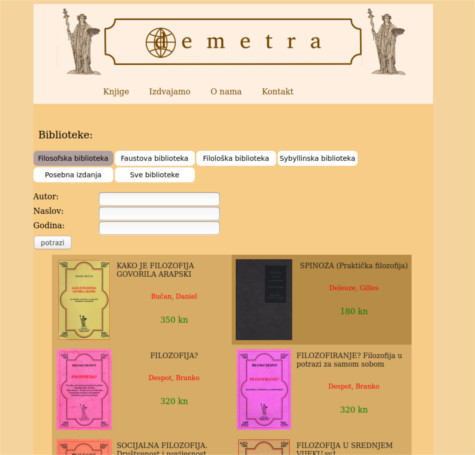 demetra
Knjige Izdvajamo O nama Kontakt
Biblioteke:
Filosofska biblioteka Faustova biblioteka Filološka biblioteka Sybyllinska biblioteka
Posebna izdanja Sve biblioteke
Autor:
Naslov:
Godina:
potrazi
KAKO JE FILOZOFIJA
GOVORILA ARAPSKI
Bučan, Daniel
350 kn
SPINOZA (Praktička filozofija)
Deleuze, Gilles
180 kn
FILOZOFIJA?
Despot, Branko
320 kn
FILOZOFIRANJE? Filozofija u
potrazi za samom sobom
Despot, Branko
320 kn
SOCIJALNA FILOZOFIJA.
Društvenost i povijesnost
FILOZOFIJA U SREDNJEM
VIJEKU sv1